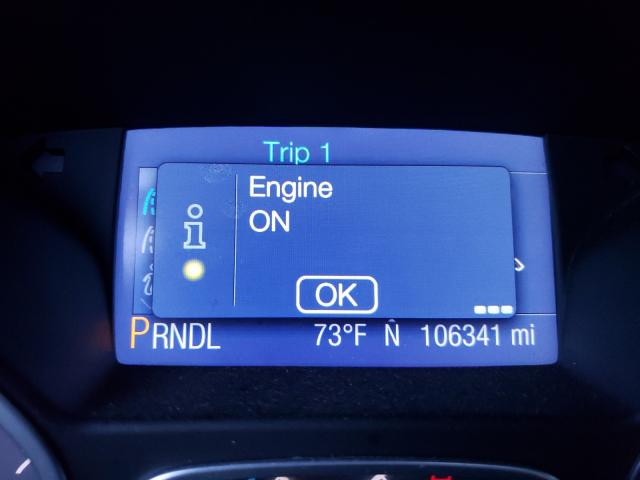 Trip 1
Engine
ON
OK
PRNDL 73°F N 106341 mi